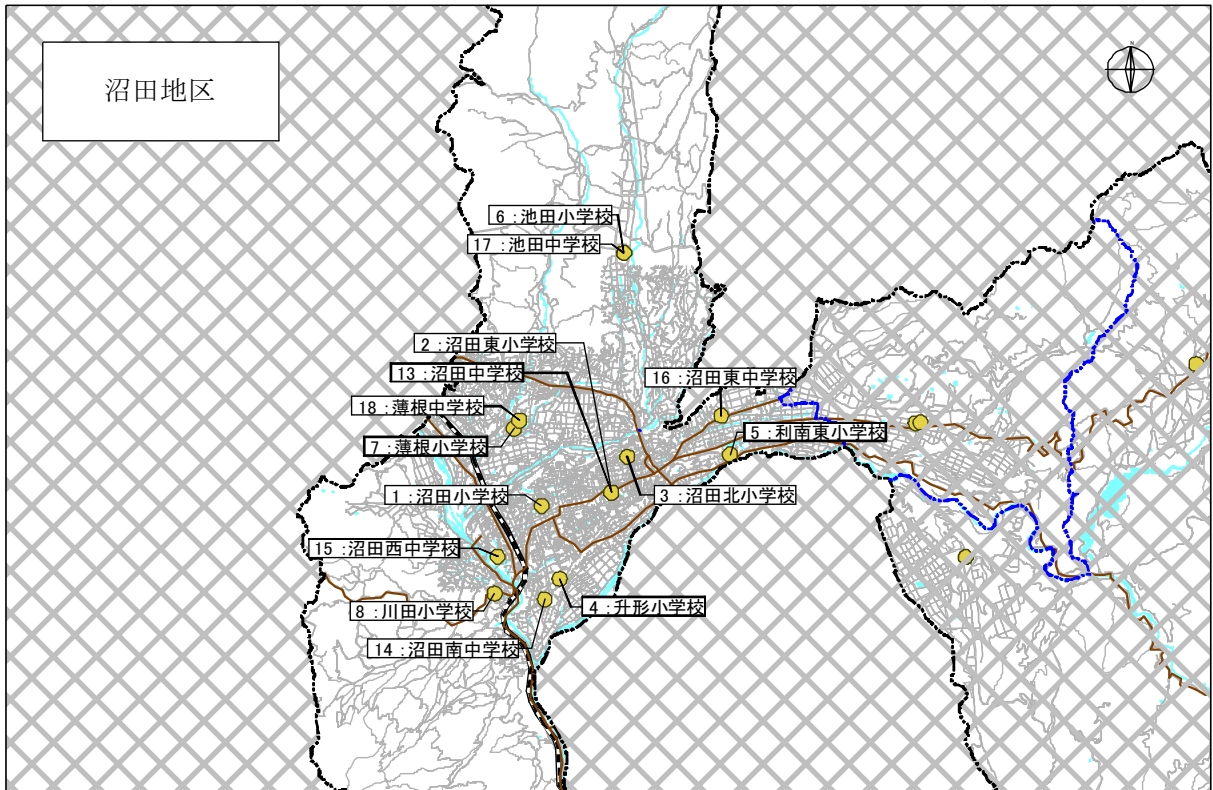 沼田地区
N
6:池田小学校
17:池田中学校
2:沼田東小学校
13:沼田中学校
16:沼田東中学校
18:薄根中学校
5:利南東小学校
7:薄根小学校
1:沼田小学校
3:沼田北小学校
15:沼田西中学校
8:川田小学校
4:升形小学校
14:沼田南中学校